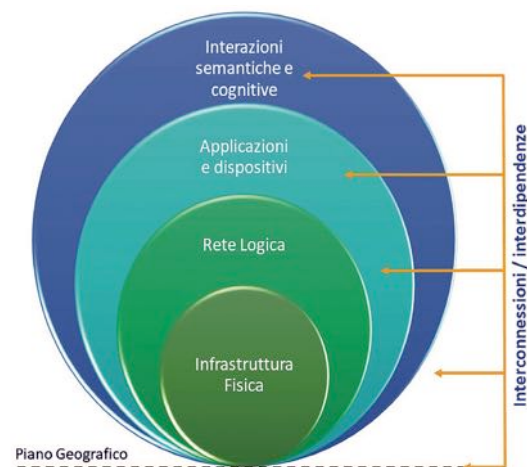 Interazioni
semantiche e
cognitive
Applicazioni
e dispositivi
Rete Logica
Infrastruttura
Fisica
Piano Geografico
Interconnessioni / interdipendenze